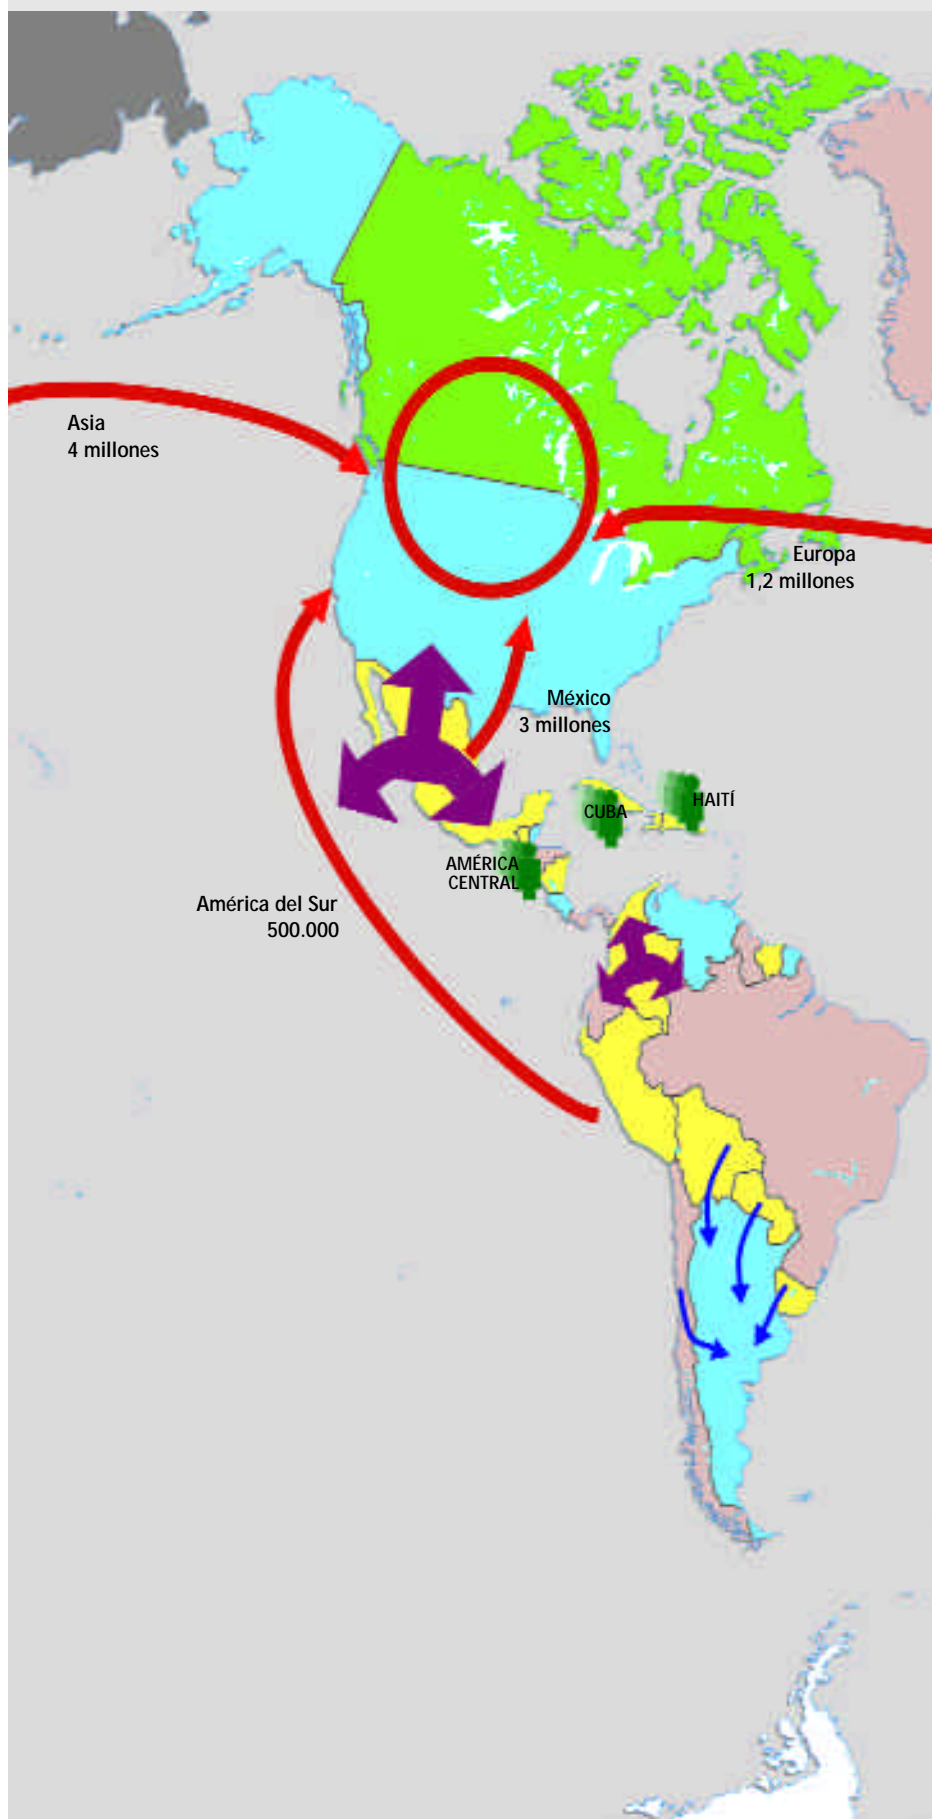 Asia
4 millones
Europa
1,2 millones
México
3 millones
CUBA
HAITÍ
AMÉRICA
CENTRAL
América del Sur
500.000